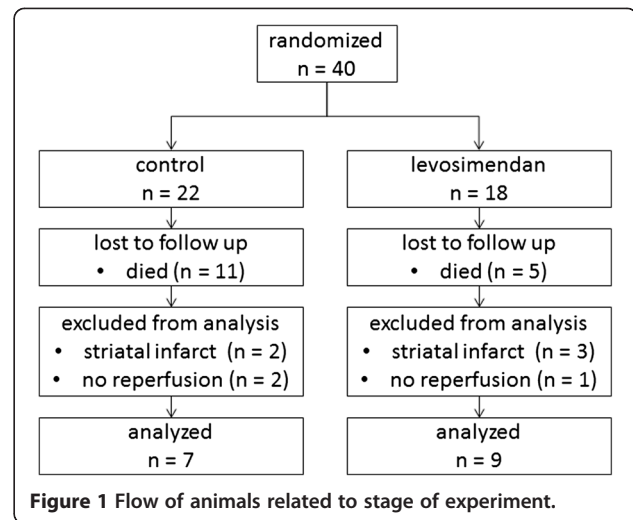 randomized
n = 40
control
n = 22
levosimendan
n = 18
lost to follow up
• died (n = 11)
lost to follow up
• died (n = 5)
excluded from analysis
• striatal infarct (n = 2)
• no reperfusion (n = 2)
excluded from analysis
• striatal infarct (n = 3)
• no reperfusion (n = 1)
analyzed
n = 7
analyzed
n = 9
Figure 1 Flow of animals related to stage of experiment.